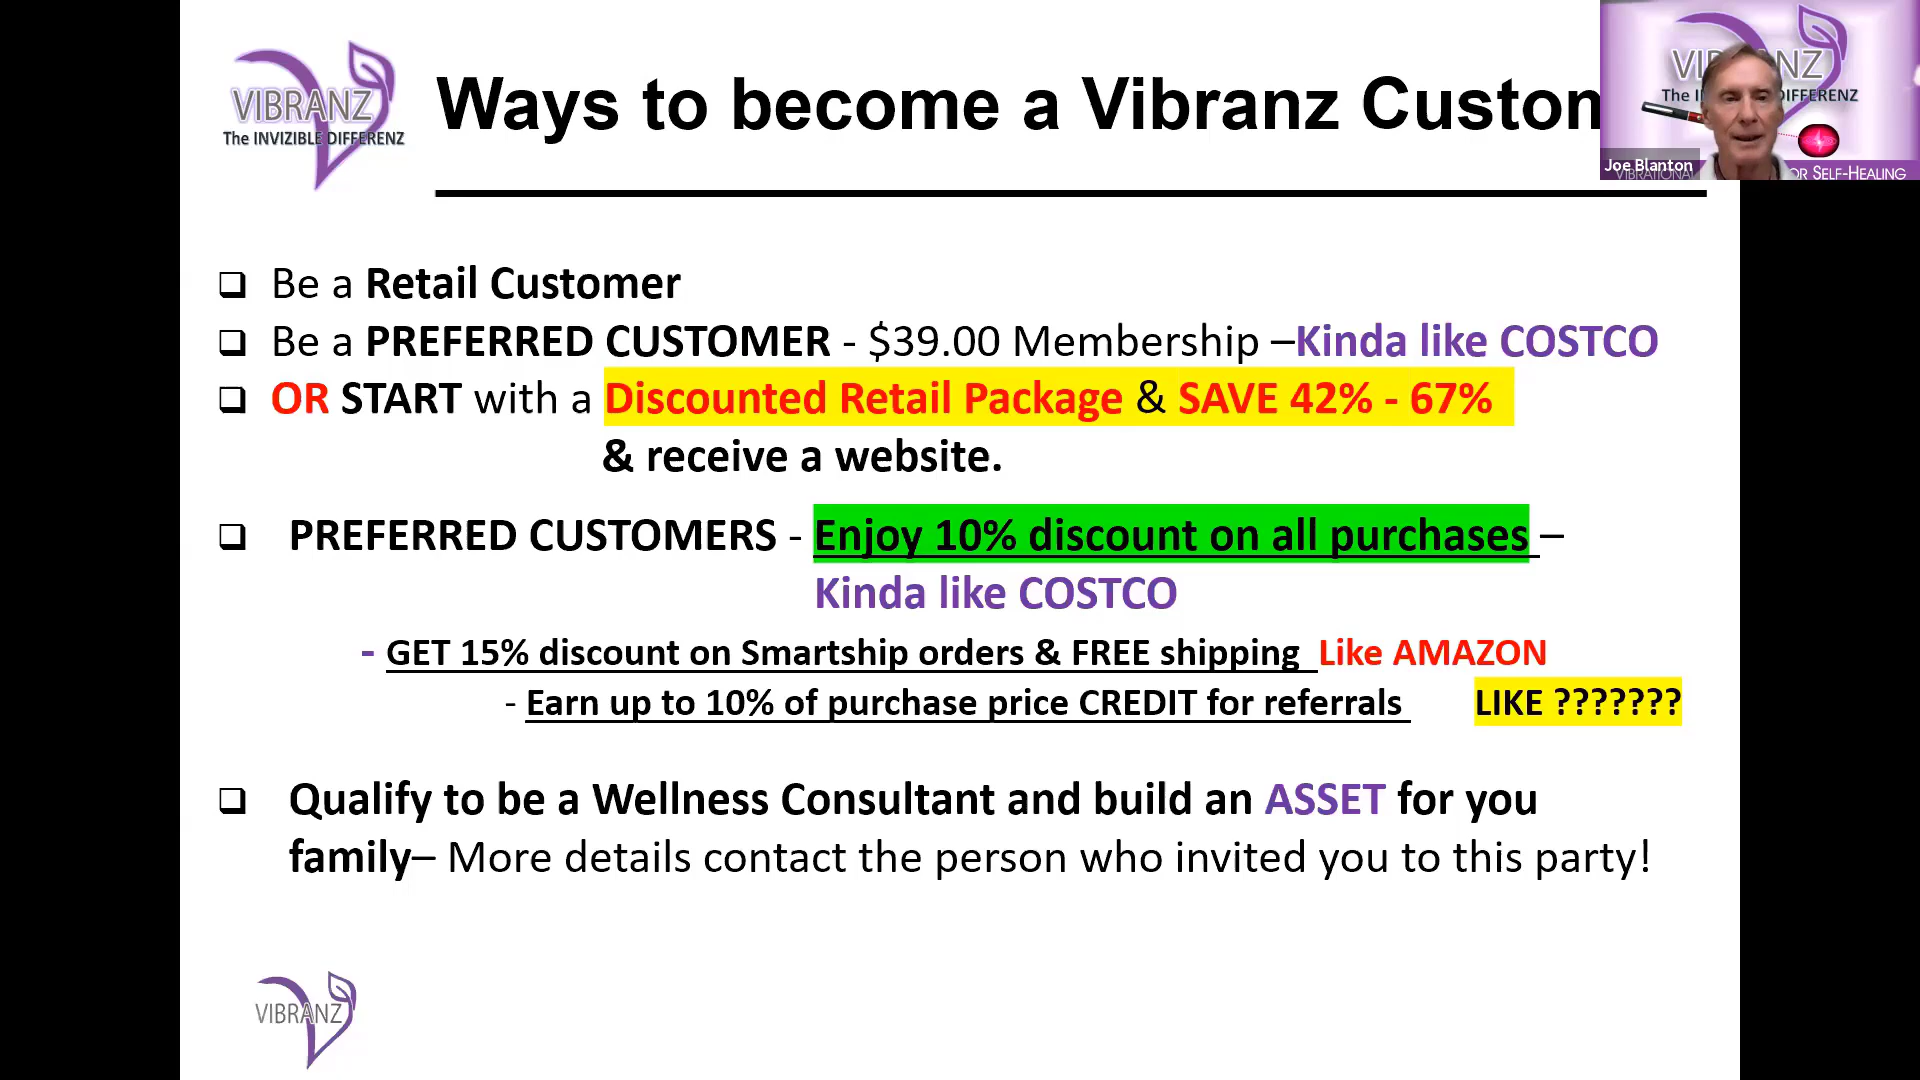 VIBRANZ
The INVIZIBLE DIFFERENZ
Ways to become a Vibranz Custom
Joe Blanton
OR SELF-HEALING
Be a Retail Customer
Be a PREFERRED CUSTOMER - $39.00 Membership –Kinda like COSTCO
OR START with a Discounted Retail Package & SAVE 42% - 67%
& receive a website.
PREFERRED CUSTOMERS - Enjoy 10% discount on all purchases –
Kinda like COSTCO
- GET 15% discount on Smartship orders & FREE shipping Like AMAZON
- Earn up to 10% of purchase price CREDIT for referrals LIKE ???????
Qualify to be a Wellness Consultant and build an ASSET for you
family– More details contact the person who invited you to this party!
VIBRANZ